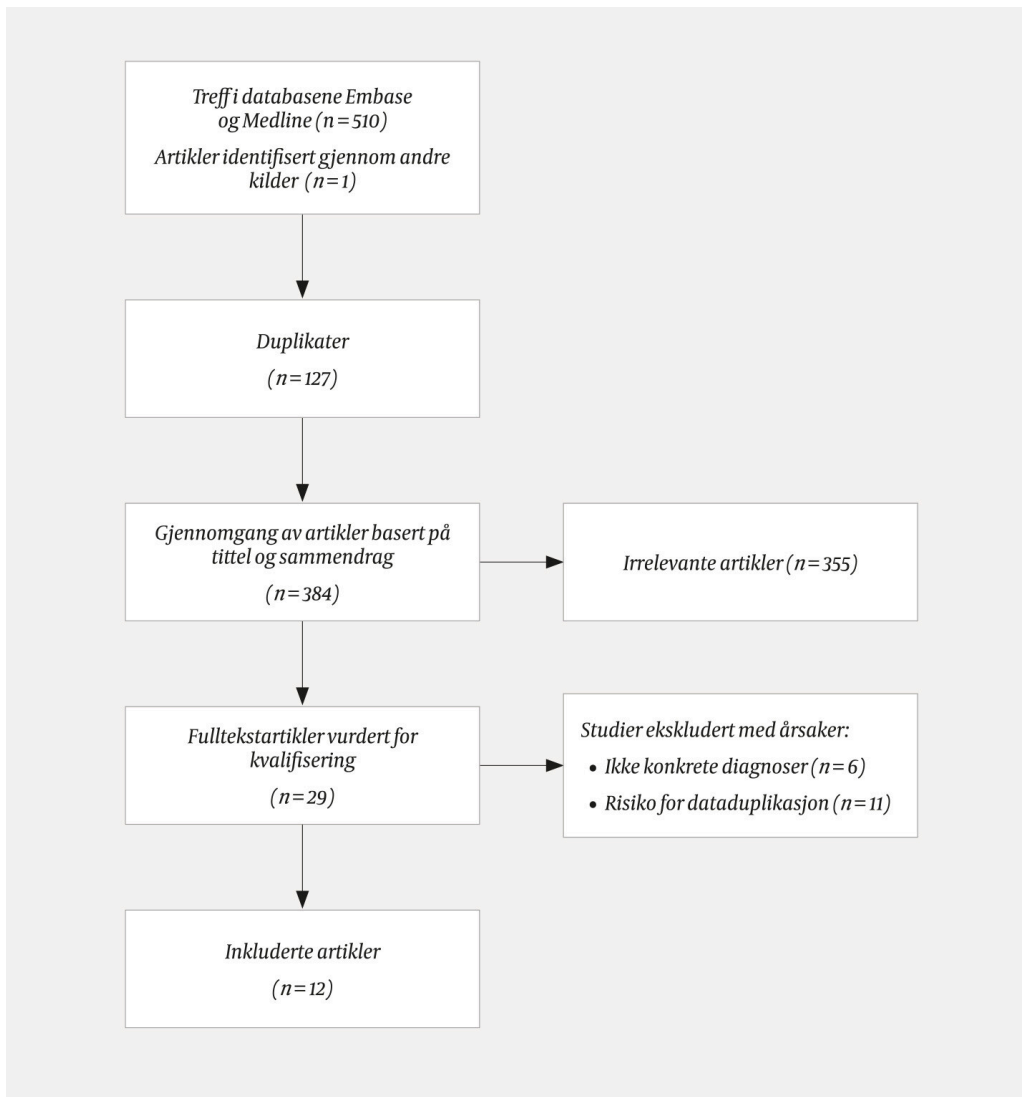 Treff i databasene Embase
og Medline (n = 510)
Artikler identifisert gjennom andre
kilder (n = 1)
Duplikater
(n = 127)
Gjennomgang av artikler basert på
tittel og sammendrag
(n = 384)
Irrelevante artikler (n = 355)
Fulltekstartikler vurdert for
kvalifisering
(n = 29)
Studier ekskludert med årsaker:
• Ikke konkrete diagnoser (n = 6)
• Risiko for dataduplikasjon (n = 11)
Inkluderte artikler
(n = 12)